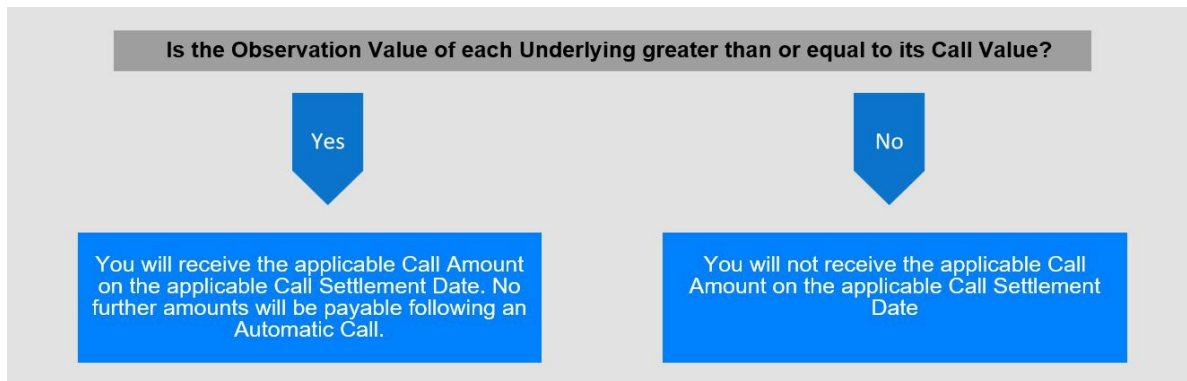 Is the Observation Value of each Underlying greater than or equal to its Call Value?
Yes
No
You will receive the applicable Call Amount
on the applicable Call Settlement Date. No
further amounts will be payable following an
Automatic Call.
You will not receive the applicable Call
Amount on the applicable Call Settlement
Date